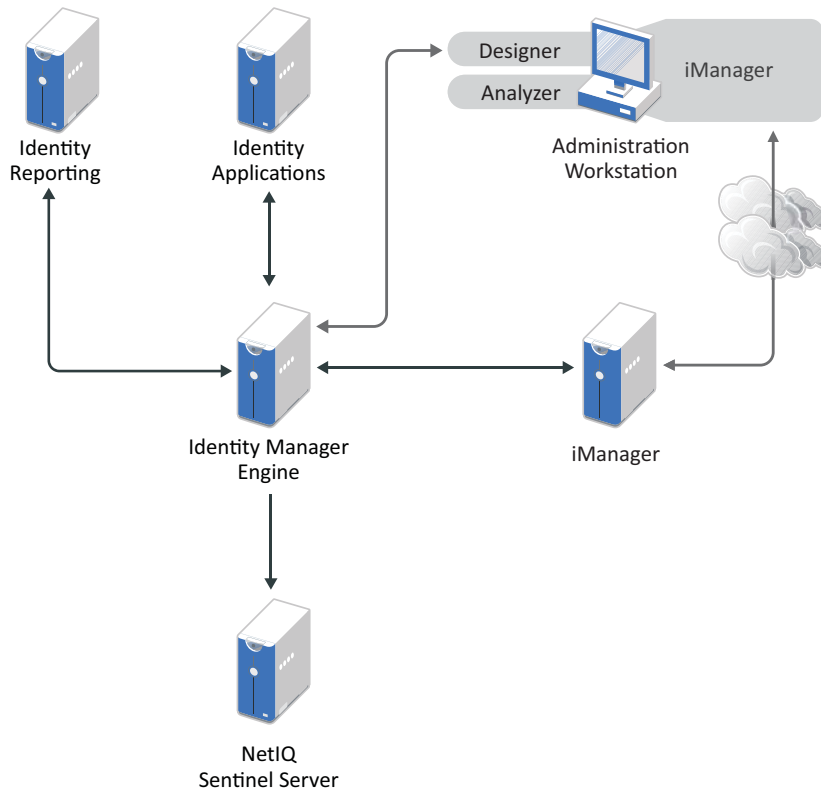 Designer
Analyzer
iManager
Identity
Reporting
Identity
Applications
Administration
Workstation
Identity Manager
Engine
iManager
NetIQ
Sentinel Server